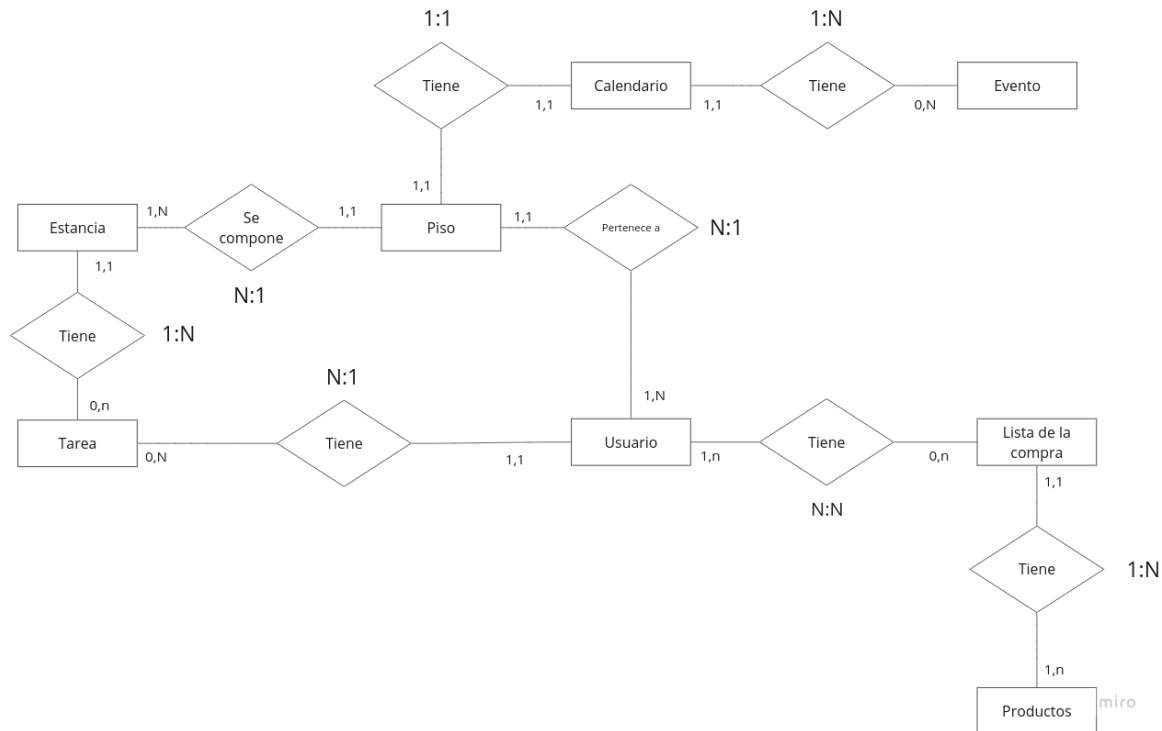 1:1
1:N
Tiene
Calendario
Tiene
Evento
1,1
1,1
0,N
1,1
Estancia
1,N
Se
compone
1,1
Piso
1,1
Pertenece a
N:1
1,1
N:1
Tiene
1:N
N:1
1,N
0,n
Tarea
0,N
Tiene
1,1
Usuario
1,n
Tiene
0,n
Lista de la
compra
1,1
N:N
Tiene
1:N
1,n
Productos
miro